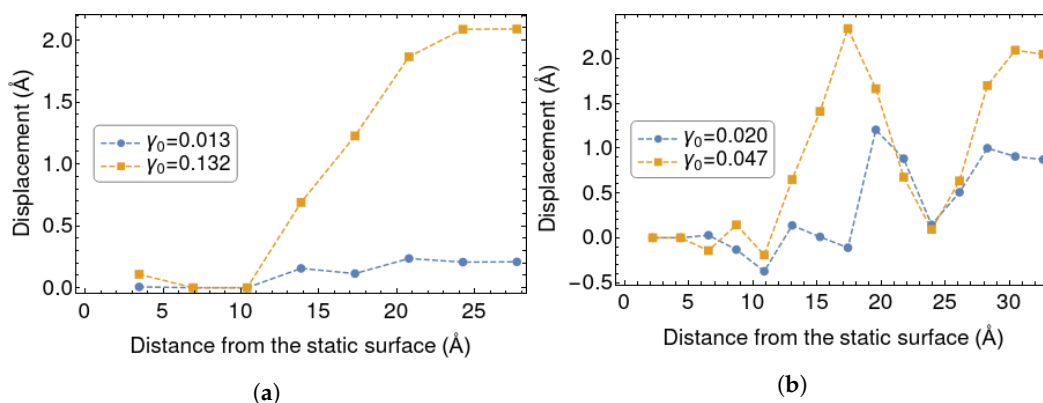 2.0
1.5
1.0
0.5
0.0
Displacement (Å)
γ₀=0.013
γ₀=0.132
0 5 10 15 20 25
Distance from the static surface (Å)
(a)
2.0
1.5
1.0
0.5
0.0
−0.5
Displacement (Å)
γ₀=0.020
γ₀=0.047
0 5 10 15 20 25 30
Distance from the static surface (Å)
(b)